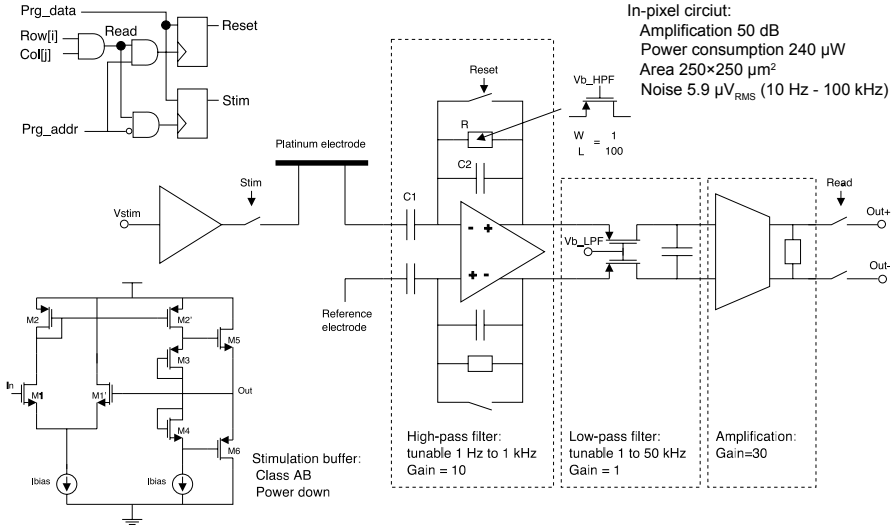 In-pixel circiut:
Amplification 50 dB
Power consumption 240 µW
Area 250×250 µm²
Noise 5.9 µV_RMS (10 Hz - 100 kHz)
Prg_data
Row[i]
Col[j]
Read
Prg_addr
Reset
Stim
Platinum electrode
Vstim
Stim
Reset
R
C2
C1
Vb_HPF
W = 1
L 100
- +
+ -
Reference
electrode
Vb_LPF
Read
Out+
Out-
High-pass filter:
tunable 1 Hz to 1 kHz
Gain = 10
Low-pass filter:
tunable 1 to 50 kHz
Gain = 1
Amplification:
Gain=30
M2
M2'
M5
M3
In
M1
M1'
Out
M4
M6
Ibias
Ibias
Stimulation buffer:
Class AB
Power down